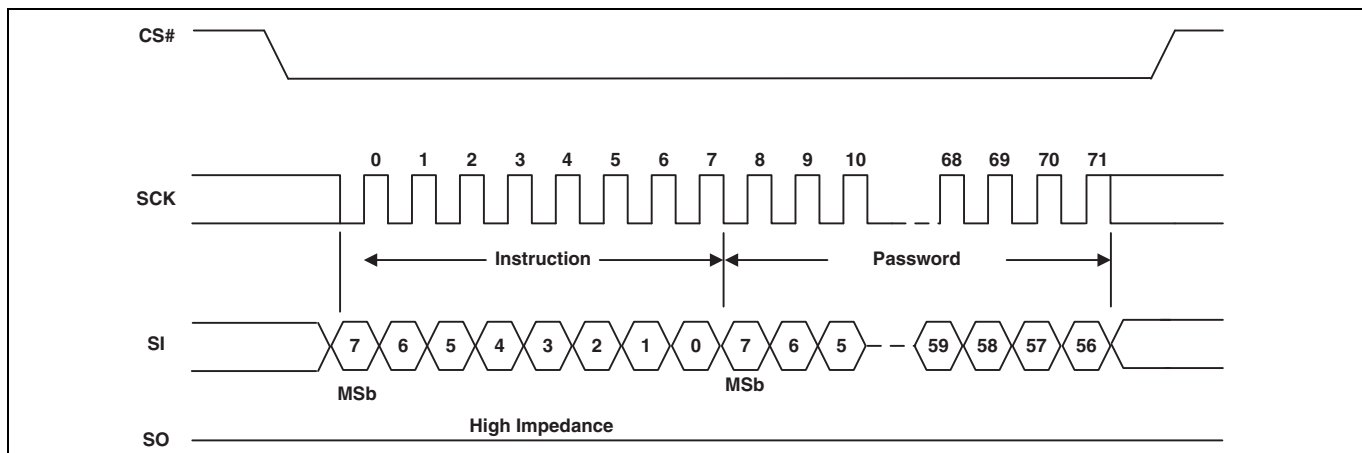 CS#
0 1 2 3 4 5 6 7 8 9 10 68 69 70 71
SCK
Instruction Password
SI 7 6 5 4 3 2 1 0 7 6 5 59 58 57 56
MSb MSb
High Impedance
SO